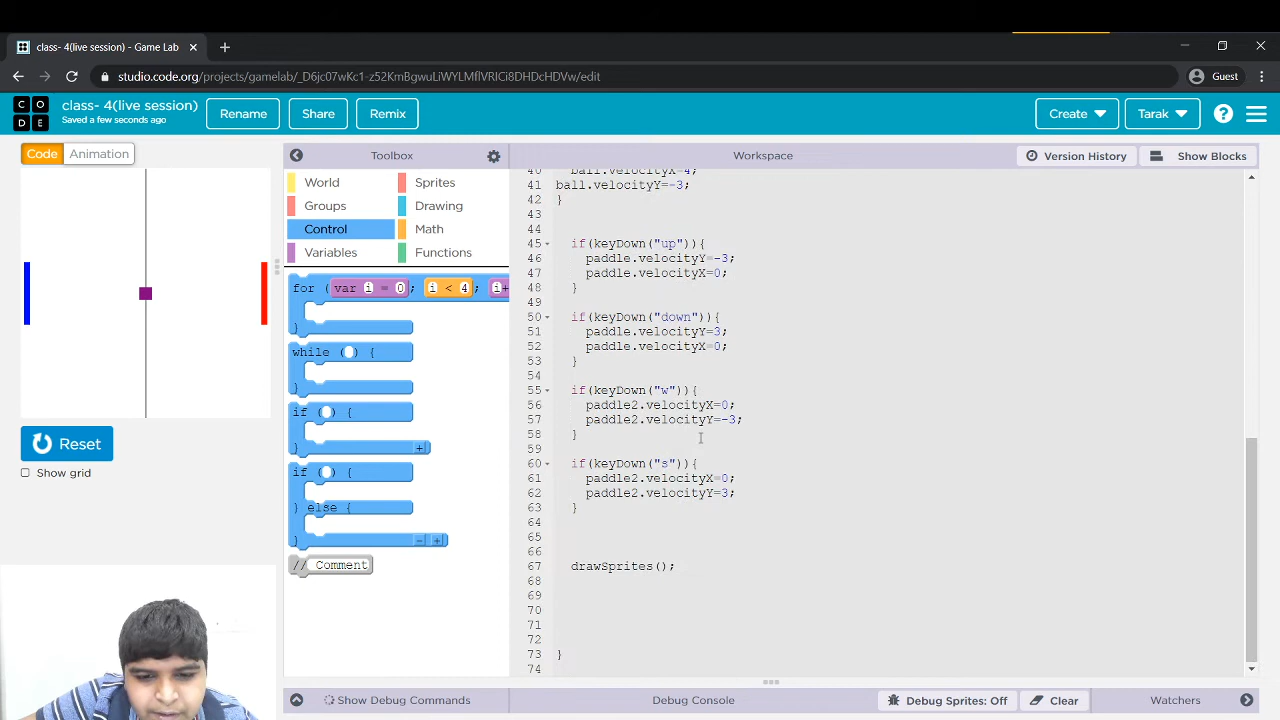 class- 4(live session) - Game Lab
studio.code.org/projects/gamelab/_D6jc07wKc1-z52KmBgwuLiWYLMflVRICi8DHDcHDVw/edit
Guest
C O
D E
class- 4(live session)
Saved a few seconds ago
Rename
Share
Remix
Create
Tarak
Code
Animation
Toolbox
Workspace
Version History
Show Blocks
World
Sprites
Groups
Drawing
Control
Math
Variables
Functions
for ( var i = 0 ; i < 4 ; i+
}
while ( ) {
}
if ( ) {
}
if ( ) {
} else {
}
// Comment
Reset
Show grid
40 ball.velocityX=4;
41 ball.velocityY=-3;
42 }
43
44
45 if(keyDown("up")){
46 paddle.velocityY=-3;
47 paddle.velocityX=0;
48 }
49
50 if(keyDown("down")){
51 paddle.velocityY=3;
52 paddle.velocityX=0;
53 }
54
55 if(keyDown("w")){
56 paddle2.velocityX=0;
57 paddle2.velocityY=-3;
58 }
59
60 if(keyDown("s")){
61 paddle2.velocityX=0;
62 paddle2.velocityY=3;
63 }
64
65
66
67 drawSprites();
68
69
70
71
72
73 }
74
Show Debug Commands
Debug Console
Debug Sprites: Off
Clear
Watchers